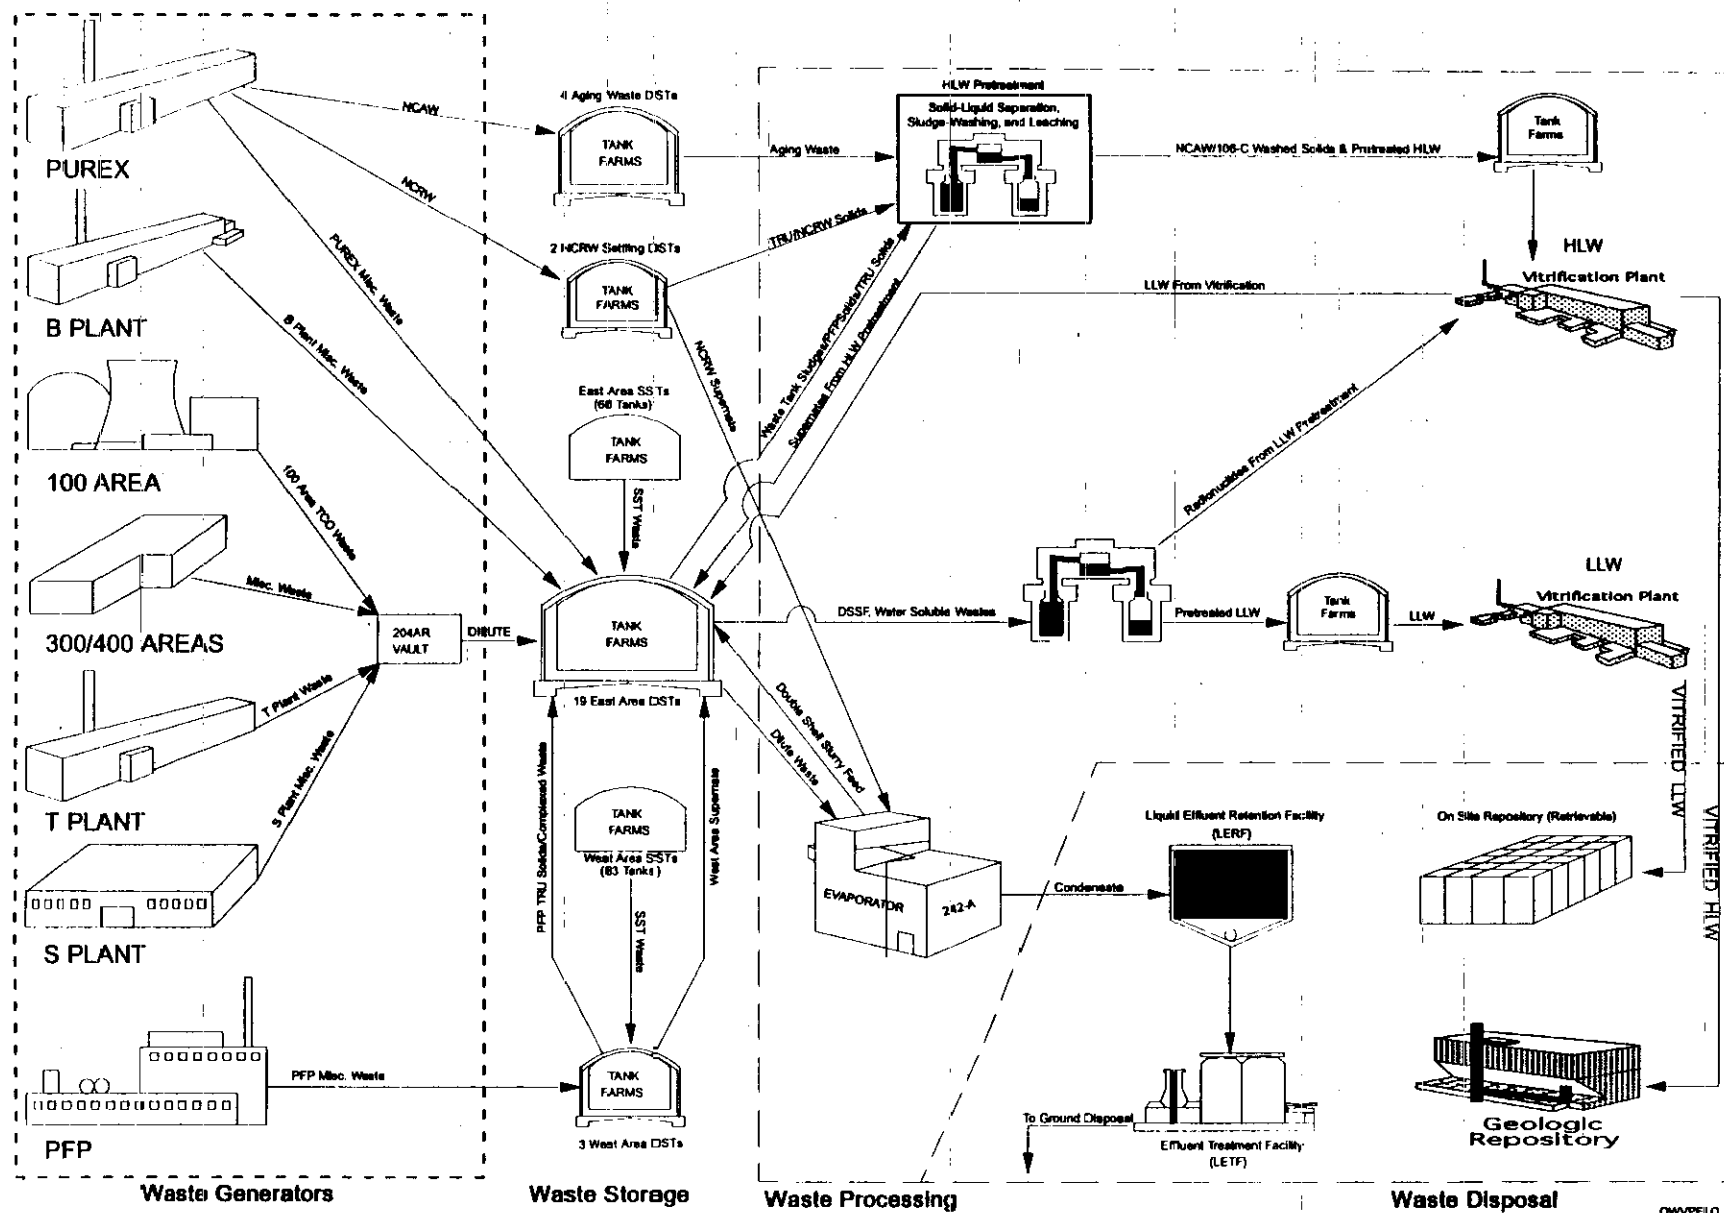 PUREX
B PLANT
100 AREA
300/400 AREAS
T PLANT
S PLANT
PFP
NCAW
NCRW
PUREX Misc. Waste
B Plant Misc. Waste
100 Area TCO Waste
Misc. Waste
T Plant Waste
S Plant Misc. Waste
PFP Misc. Waste
204AR
VAULT
DILUTE
Waste Generators
4 Aging Waste DSTs
TANK
FARMS
2 NCRW Settling DSTs
TANK
FARMS
East Area SSTs
(66 Tanks)
TANK
FARMS
SST Waste
TANK
FARMS
19 East Area DSTs
PFP TRU Solids/Complexed Waste
West Area Supernate
TANK
FARMS
West Area SSTs
(83 Tanks)
SST Waste
TANK
FARMS
3 West Area DSTs
Waste Storage
Aging Waste
TRU/NCRW Solids
NCRW Supernate
Waste Tank Sludges/PFPSolids/TRU Solids
Supernates From HLW Pretreatment
HLW Pretreatment
Solid-Liquid Separation,
Sludge-Washing, and Leaching
NCAW/106-C Washed Solids & Pretreated HLW
Tank
Farms
HLW
Vitrification Plant
LLW From Vitrification
Radionuclides From LLW Pretreatment
DSSF, Water Soluble Wastes
Pretreated LLW
Tank
Farms
LLW
LLW
Vitrification Plant
Double Shell Slurry Feed
Dilute Waste
EVAPORATOR
242-A
Condensate
Waste Processing
Liquid Effluent Retention Facility
(LERF)
To Ground Disposal
Effluent Treatment Facility
(LETF)
On Site Repository (Retrievable)
VITRIFIED LLW
VITRIFIED HLW
Geologic
Repository
Waste Disposal